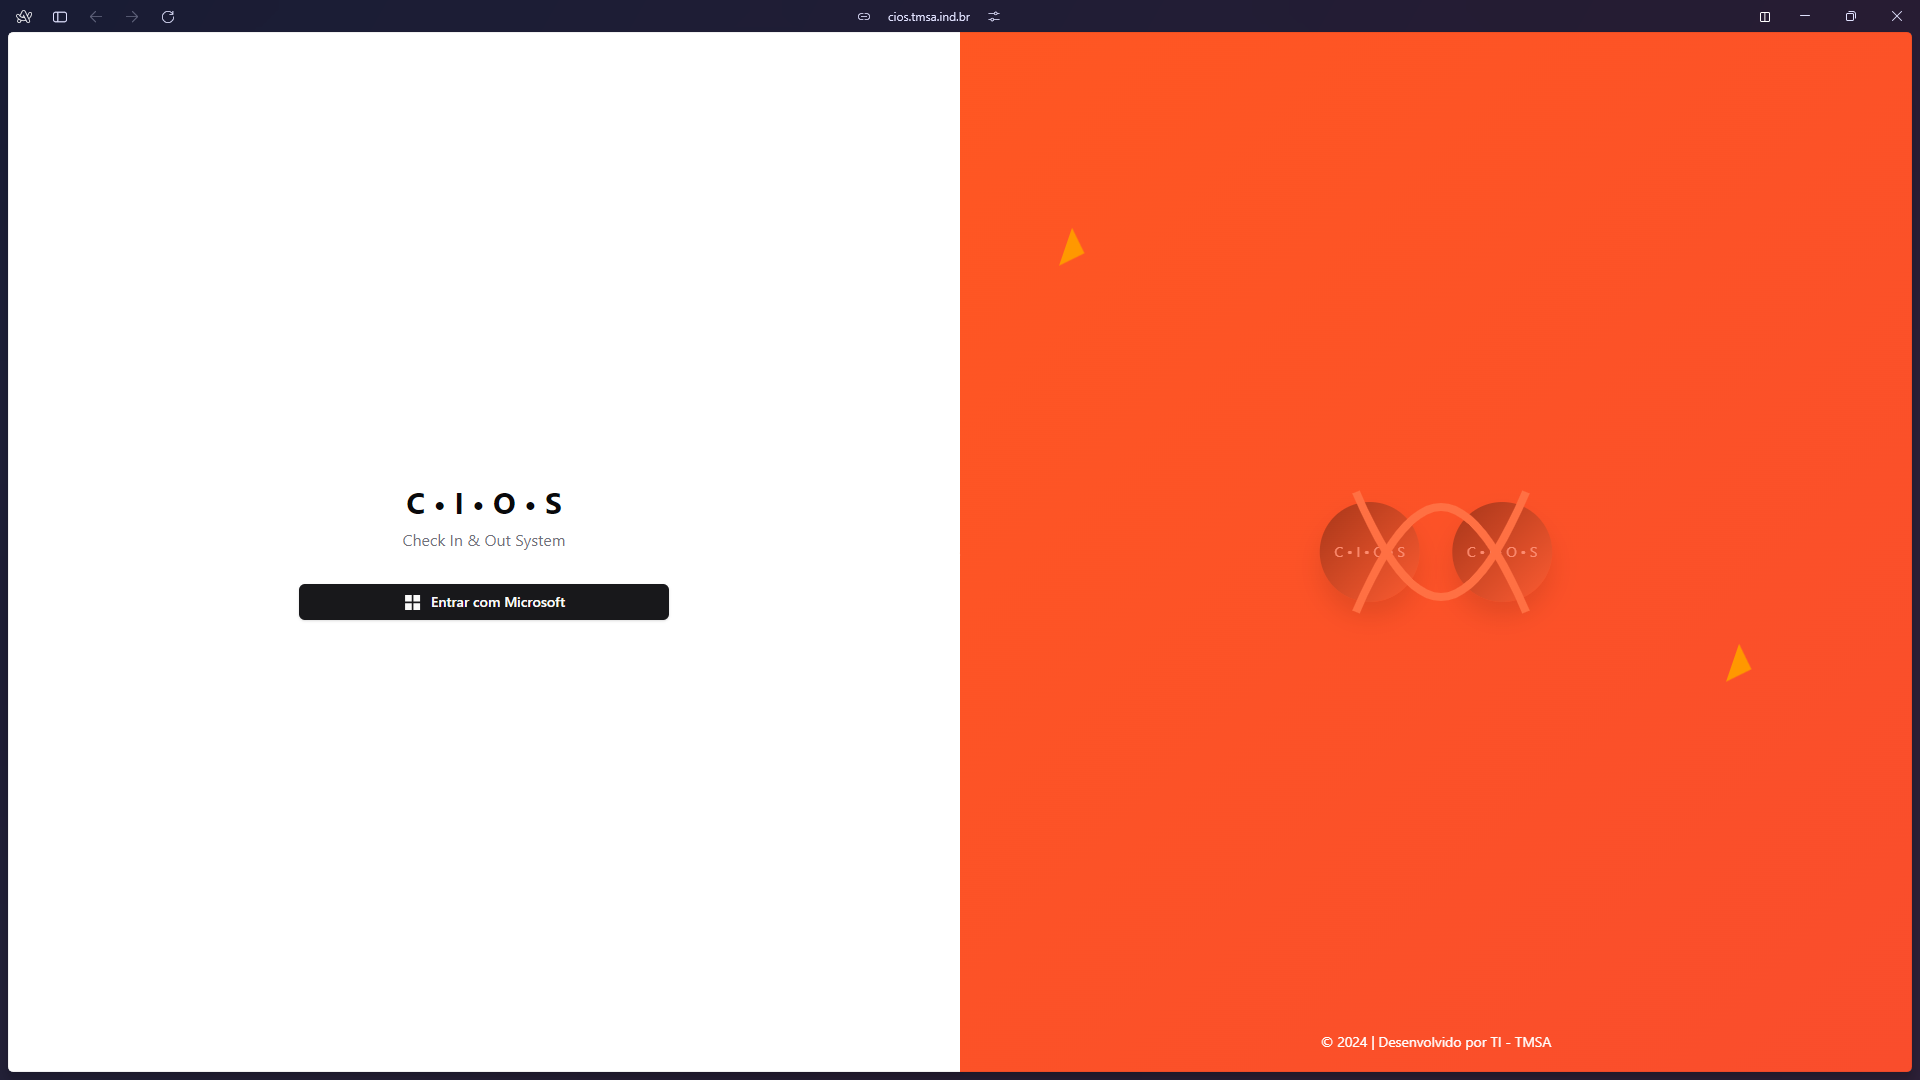 cios.tmsa.ind.br
C • I • O • S
Check In & Out System
Entrar com Microsoft
C • I • O • S
C • I • O • S
© 2024 | Desenvolvido por TI - TMSA